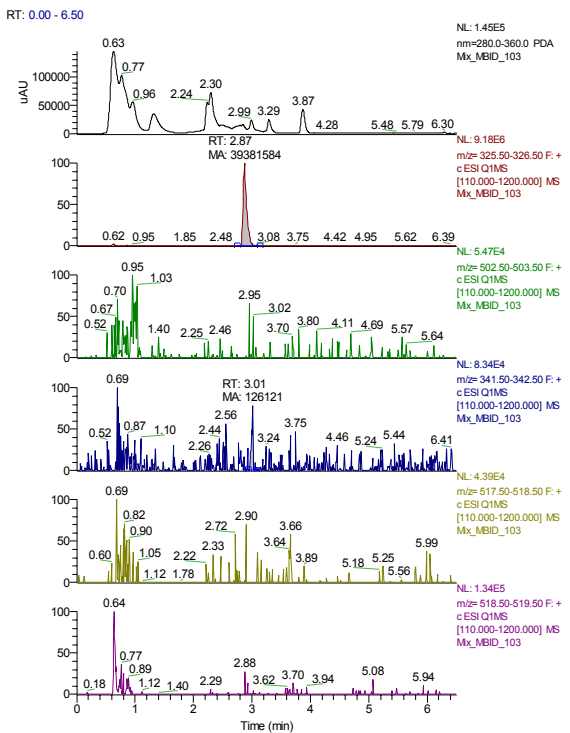 RT: 0.00 - 6.50
NL: 1.45E5
nm=280.0-360.0 PDA
Mix_MBID_103
uAU
100000
50000
0
0.63
0.77
0.96
2.24
2.30
2.99
3.29
3.87
4.28
5.48
5.79
6.30
NL: 9.18E6
m/z= 325.50-326.50 F: +
c ESI Q1MS
[110.000-1200.000] MS
Mix_MBID_103
100
50
0
RT: 2.87
MA: 39381584
0.62
0.95
1.85
2.48
3.08
3.75
4.42
4.95
5.62
6.39
NL: 5.47E4
m/z= 502.50-503.50 F: +
c ESI Q1MS
[110.000-1200.000] MS
Mix_MBID_103
100
50
0
0.52
0.67
0.70
0.95
1.03
1.40
2.25
2.46
2.95
3.02
3.70
3.80
4.11
4.69
5.57
5.64
NL: 8.34E4
m/z= 341.50-342.50 F: +
c ESI Q1MS
[110.000-1200.000] MS
Mix_MBID_103
100
50
0
RT: 3.01
MA: 126121
0.52
0.69
0.87
1.10
2.26
2.44
2.56
3.24
3.75
4.46
5.24
5.44
6.41
NL: 4.39E4
m/z= 517.50-518.50 F: +
c ESI Q1MS
[110.000-1200.000] MS
Mix_MBID_103
100
50
0
0.60
0.69
0.82
0.90
1.05
1.12
1.78
2.22
2.33
2.72
2.90
3.64
3.66
3.89
5.18
5.25
5.56
5.99
NL: 1.34E5
m/z= 518.50-519.50 F: +
c ESI Q1MS
[110.000-1200.000] MS
Mix_MBID_103
100
50
0
0.18
0.64
0.77
0.89
1.12
1.40
2.29
2.88
3.62
3.70
3.94
5.08
5.94
0 1 2 3 4 5 6
Time (min)